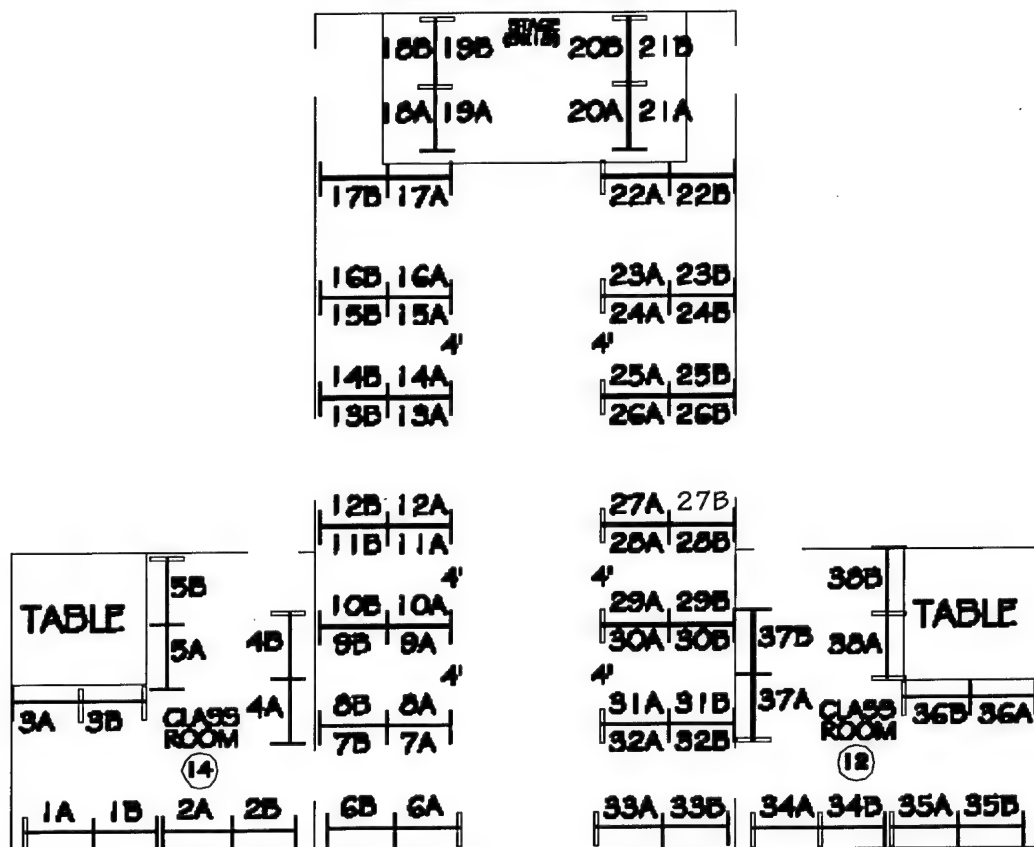 18B 19B STAGE 20B 21B
18A 19A 20A 21A
17B 17A 22A 22B
16B 16A 23A 23B
15B 15A 24A 24B
4' 4'
14B 14A 25A 25B
13B 13A 26A 26B
12B 12A 27A 27B
11B 11A 28A 28B
5B 4' 4' 38B
TABLE 10B 10A 29A 29B TABLE
5A 4B 9B 9A 30A 30B 37B 38A
4' 4'
3A 3B 4A 8B 8A 31A 31B 37A 36B 36A
CLASS CLASS
ROOM 7B 7A 32A 32B ROOM
14 12
1A 1B 2A 2B 6B 6A 33A 33B 34A 34B 35A 35B